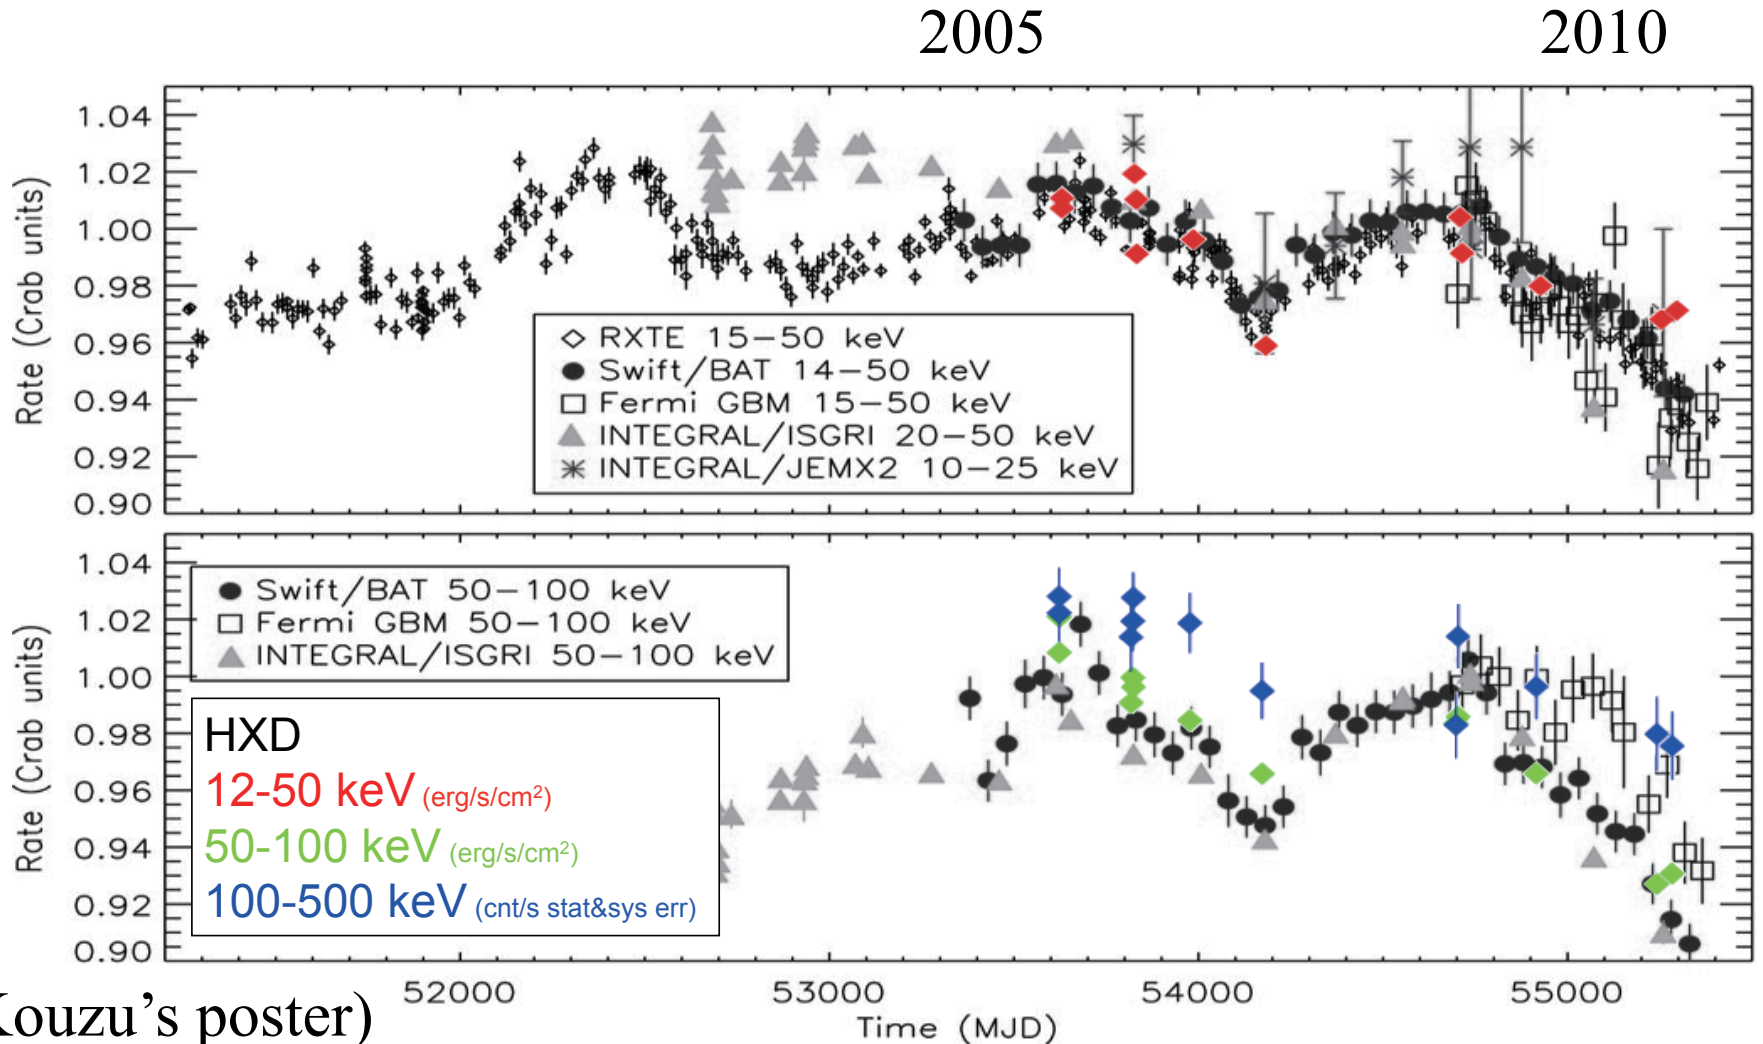 2005 2010
1.04
1.02
1.00
0.98
0.96
0.94
0.92
0.90
Rate (Crab units)
RXTE 15−50 keV
Swift/BAT 14−50 keV
Fermi GBM 15−50 keV
INTEGRAL/ISGRI 20−50 keV
INTEGRAL/JEMX2 10−25 keV
1.04
1.02
1.00
0.98
0.96
0.94
0.92
0.90
Rate (Crab units)
Swift/BAT 50−100 keV
Fermi GBM 50−100 keV
INTEGRAL/ISGRI 50−100 keV
HXD
12-50 keV (erg/s/cm²)
50-100 keV (erg/s/cm²)
100-500 keV (cnt/s stat&sys err)
52000 53000 54000 55000
Time (MJD)
Kouzu’s poster)